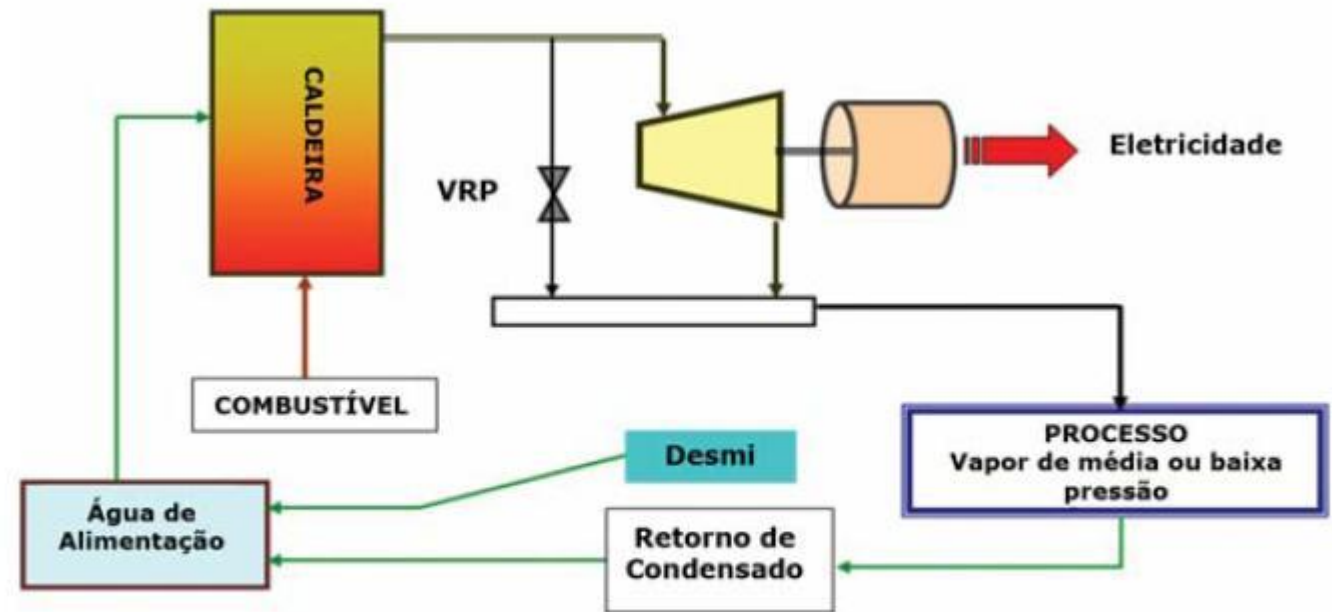 CALDEIRA
VRP
Eletricidade
COMBUSTÍVEL
Desmi
PROCESSO
Vapor de média ou baixa
pressão
Água de
Alimentação
Retorno de
Condensado